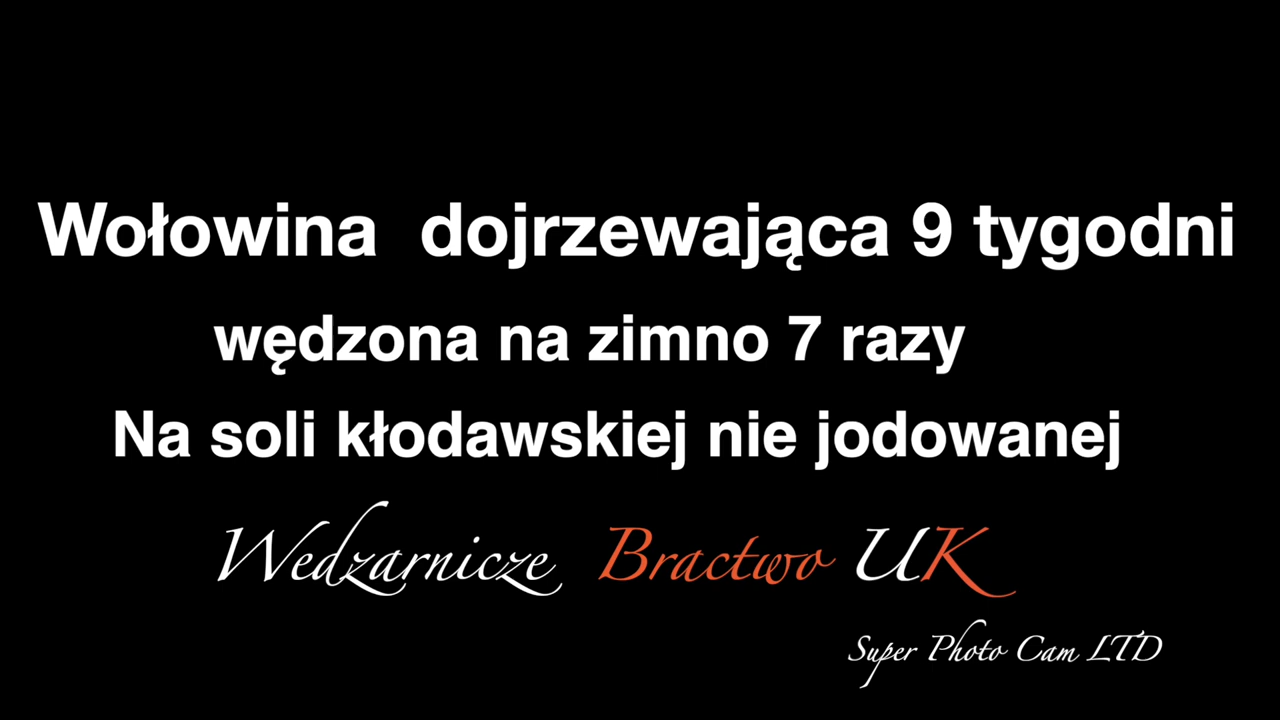 Wołowina dojrzewająca 9 tygodni
wędzona na zimno 7 razy
Na soli kłodawskiej nie jodowanej
Wedzarnicze Bractwo UK
Super Photo Cam LTD